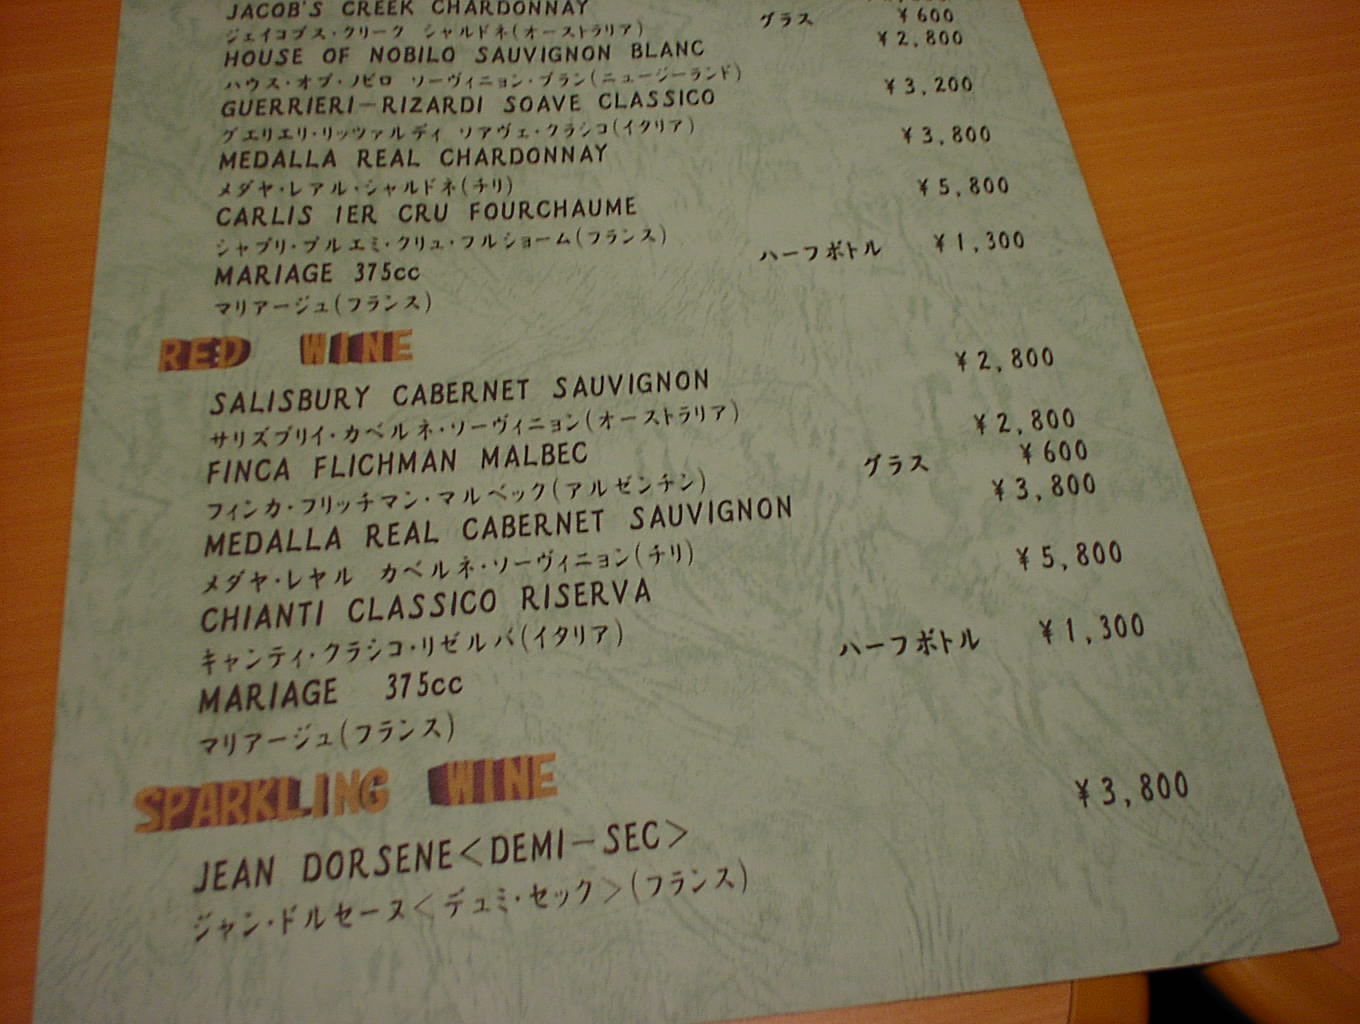 JACOB'S CREEK CHARDONNAY
ジェイコブス・クリーク シャルドネ(オーストラリア) グラス ¥600
HOUSE OF NOBILO SAUVIGNON BLANC ¥2,800
ハウス・オブ・ノビロ ソーヴィニョン・ブラン(ニュージーランド)
GUERRIERI-RIZARDI SOAVE CLASSICO ¥3,200
グエリエリ・リッツァルディ ソアヴェ・クラシコ(イタリア)
MEDALLA REAL CHARDONNAY ¥3,800
メダヤ・レアル・シャルドネ(チリ)
CARLIS 1ER CRU FOURCHAUME ¥5,800
シャブリ・プルエミ・クリュ・フルショーム(フランス)
MARIAGE 375cc ハーフボトル ¥1,300
マリアージュ(フランス)
RED WINE
SALISBURY CABERNET SAUVIGNON ¥2,800
サリズブリイ・カベルネ・ソーヴィニョン(オーストラリア)
FINCA FLICHMAN MALBEC ¥2,800
フィンカ・フリッチマン・マルベック(アルゼンチン) グラス ¥600
MEDALLA REAL CABERNET SAUVIGNON ¥3,800
メダヤ・レヤル カベルネ・ソーヴィニョン(チリ)
CHIANTI CLASSICO RISERVA ¥5,800
キャンティ・クラシコ・リゼルバ(イタリア)
MARIAGE 375cc ハーフボトル ¥1,300
マリアージュ(フランス)
SPARKLING WINE
JEAN DORSENE<DEMI-SEC> ¥3,800
ジャン・ドルセーヌ<デュミ・セック>(フランス)